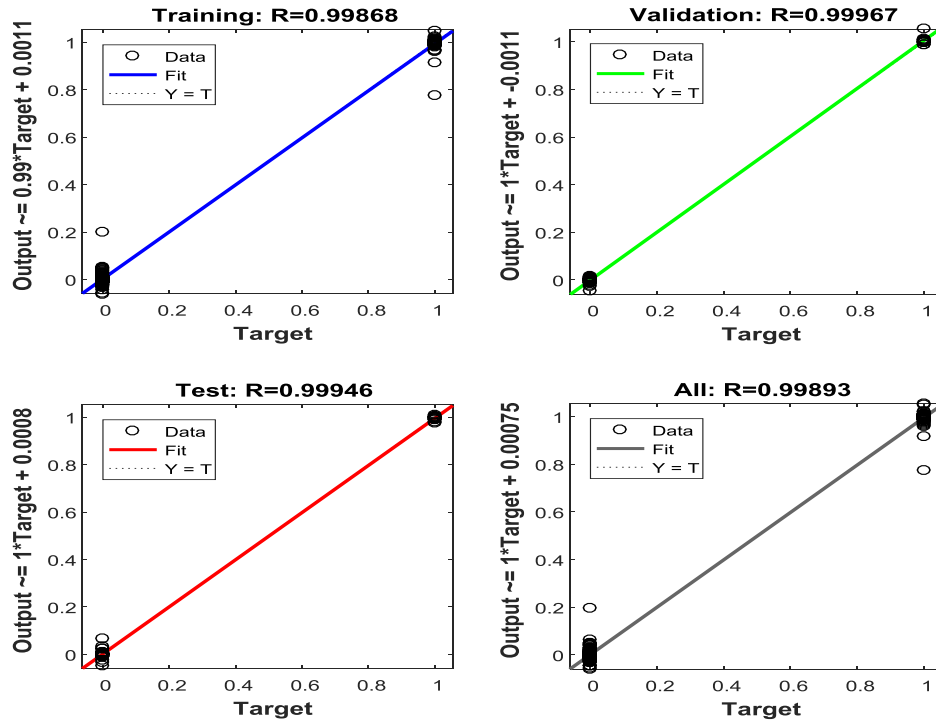 Training: R=0.99868
Output ~= 0.99*Target + 0.0011
Data
Fit
Y = T
1
0.8
0.6
0.4
0.2
0
0 0.2 0.4 0.6 0.8 1
Target
Validation: R=0.99967
Output ~= 1*Target + -0.0011
Data
Fit
Y = T
1
0.8
0.6
0.4
0.2
0
0 0.2 0.4 0.6 0.8 1
Target
Test: R=0.99946
Output ~= 1*Target + 0.0008
Data
Fit
Y = T
1
0.8
0.6
0.4
0.2
0
0 0.2 0.4 0.6 0.8 1
Target
All: R=0.99893
Output ~= 1*Target + 0.00075
Data
Fit
Y = T
1
0.8
0.6
0.4
0.2
0
0 0.2 0.4 0.6 0.8 1
Target